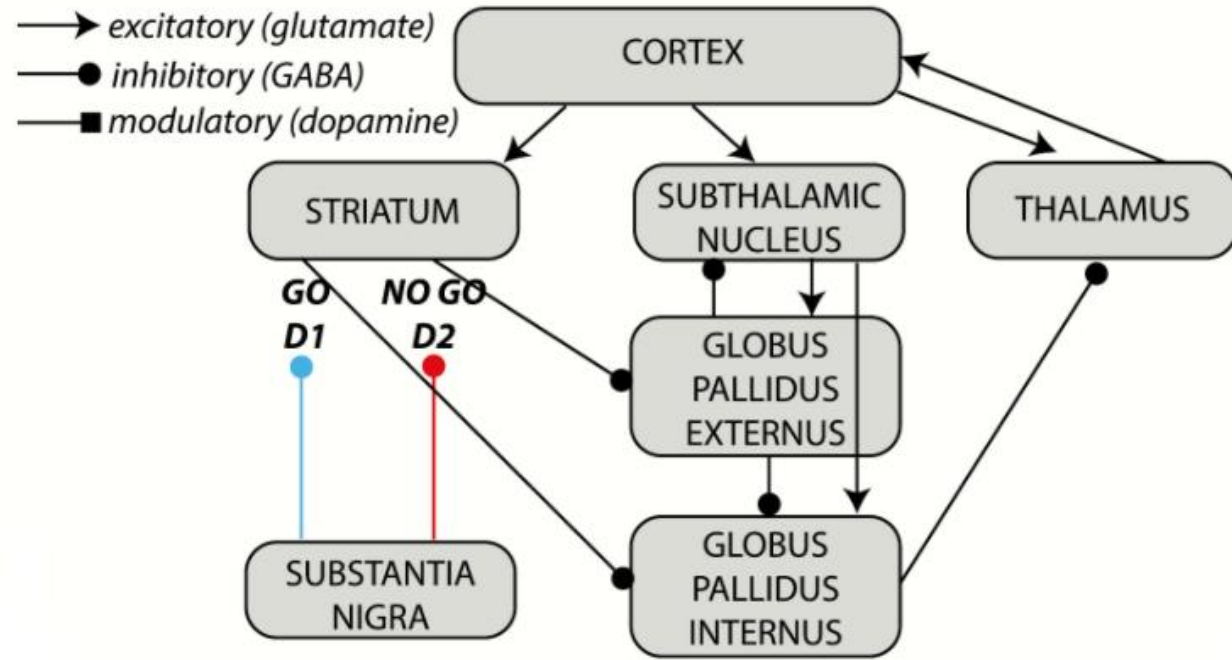 excitatory (glutamate)
inhibitory (GABA)
modulatory (dopamine)
CORTEX
STRIATUM
SUBTHALAMIC
NUCLEUS
THALAMUS
GO
D1
NO GO
D2
GLOBUS
PALLIDUS
EXTERNUS
SUBSTANTIA
NIGRA
GLOBUS
PALLIDUS
INTERNUS